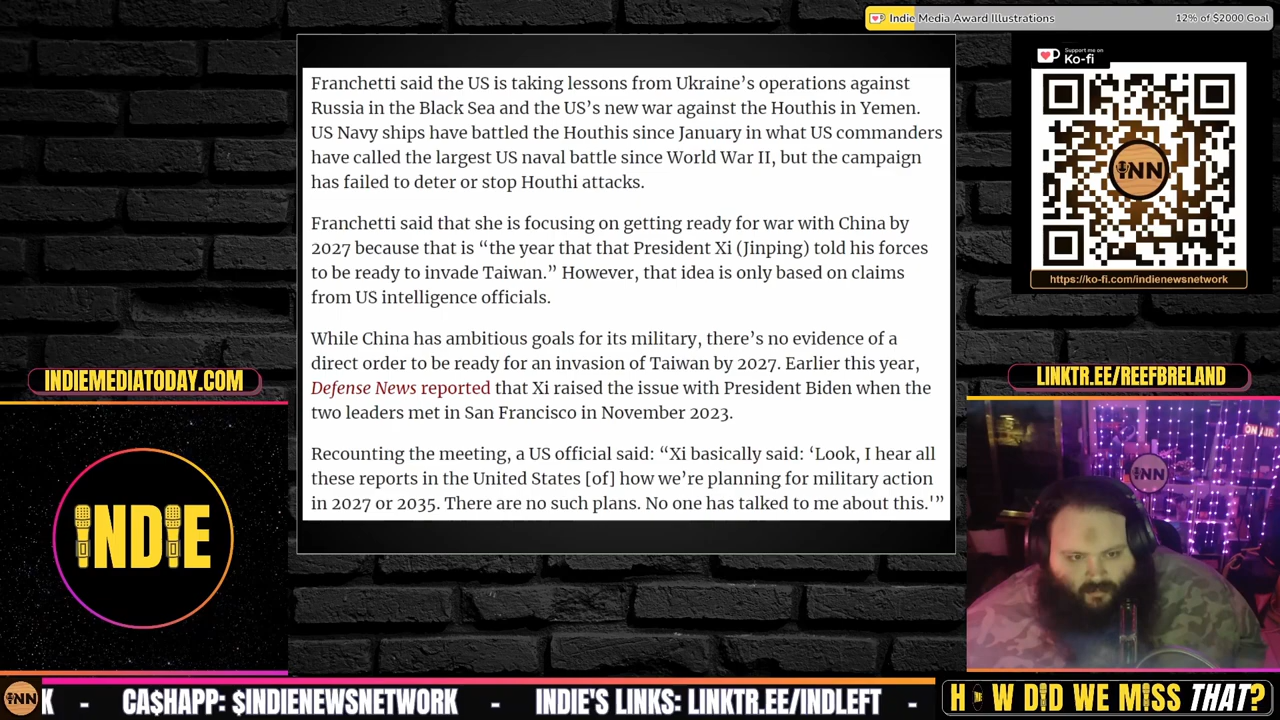 Indie Media Award Illustrations
12% of $2000 Goal
Franchetti said the US is taking lessons from Ukraine’s operations against
Russia in the Black Sea and the US’s new war against the Houthis in Yemen.
US Navy ships have battled the Houthis since January in what US commanders
have called the largest US naval battle since World War II, but the campaign
has failed to deter or stop Houthi attacks.
Franchetti said that she is focusing on getting ready for war with China by
2027 because that is “the year that that President Xi (Jinping) told his forces
to be ready to invade Taiwan.” However, that idea is only based on claims
from US intelligence officials.
While China has ambitious goals for its military, there’s no evidence of a
direct order to be ready for an invasion of Taiwan by 2027. Earlier this year,
Defense News reported that Xi raised the issue with President Biden when the
two leaders met in San Francisco in November 2023.
Recounting the meeting, a US official said: “Xi basically said: ‘Look, I hear all
these reports in the United States [of] how we’re planning for military action
in 2027 or 2035. There are no such plans. No one has talked to me about this.'”
Support me on
Ko-fi
INN
https://ko-fi.com/indienewsnetwork
INDIEMEDIATODAY.COM
LINKTR.EE/REEFBRELAND
INDIE
INN
ON AIR
INN
K - CA$HAPP: $INDIENEWSNETWORK - INDIE'S LINKS: LINKTR.EE/INDLEFT -
HOW DID WE MISS THAT?